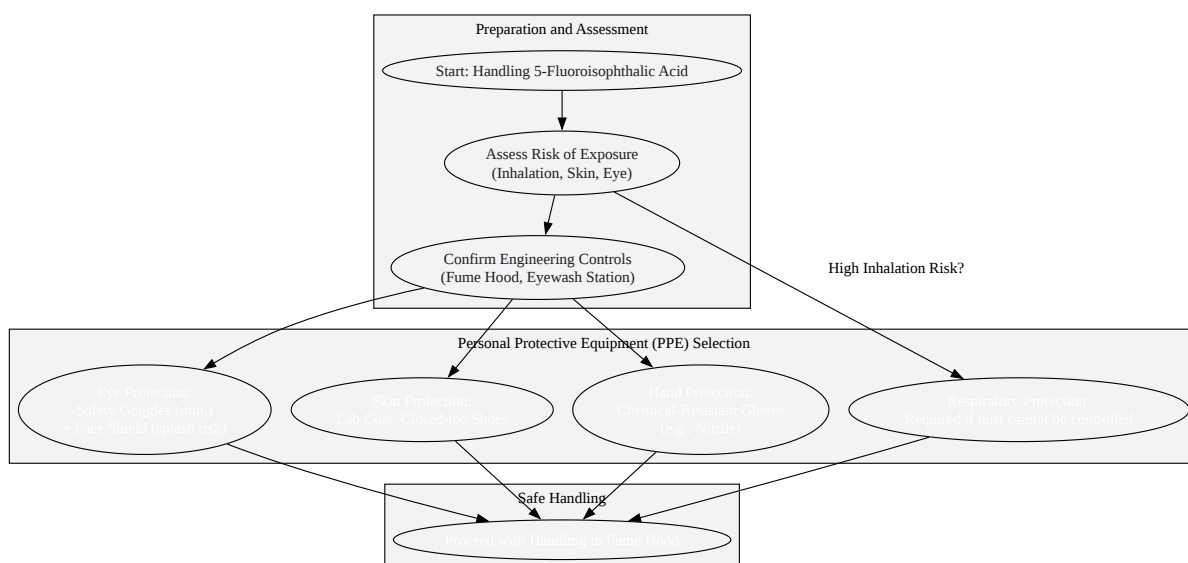 Preparation and Assessment
Start: Handling 5-Fluoroisophthalic Acid
Assess Risk of Exposure
(Inhalation, Skin, Eye)
Confirm Engineering Controls
(Fume Hood, Eyewash Station)
High Inhalation Risk?
Personal Protective Equipment (PPE) Selection
Eye Protection:
Safety Goggles (min.)
+ Face Shield (splash risk)
Skin Protection:
Lab Coat, Closed-toe Shoes
Hand Protection:
Chemical-Resistant Gloves
(e.g., Nitrile)
Respiratory Protection:
Required if dust cannot be controlled
Safe Handling
Proceed with Handling in Fume Hood